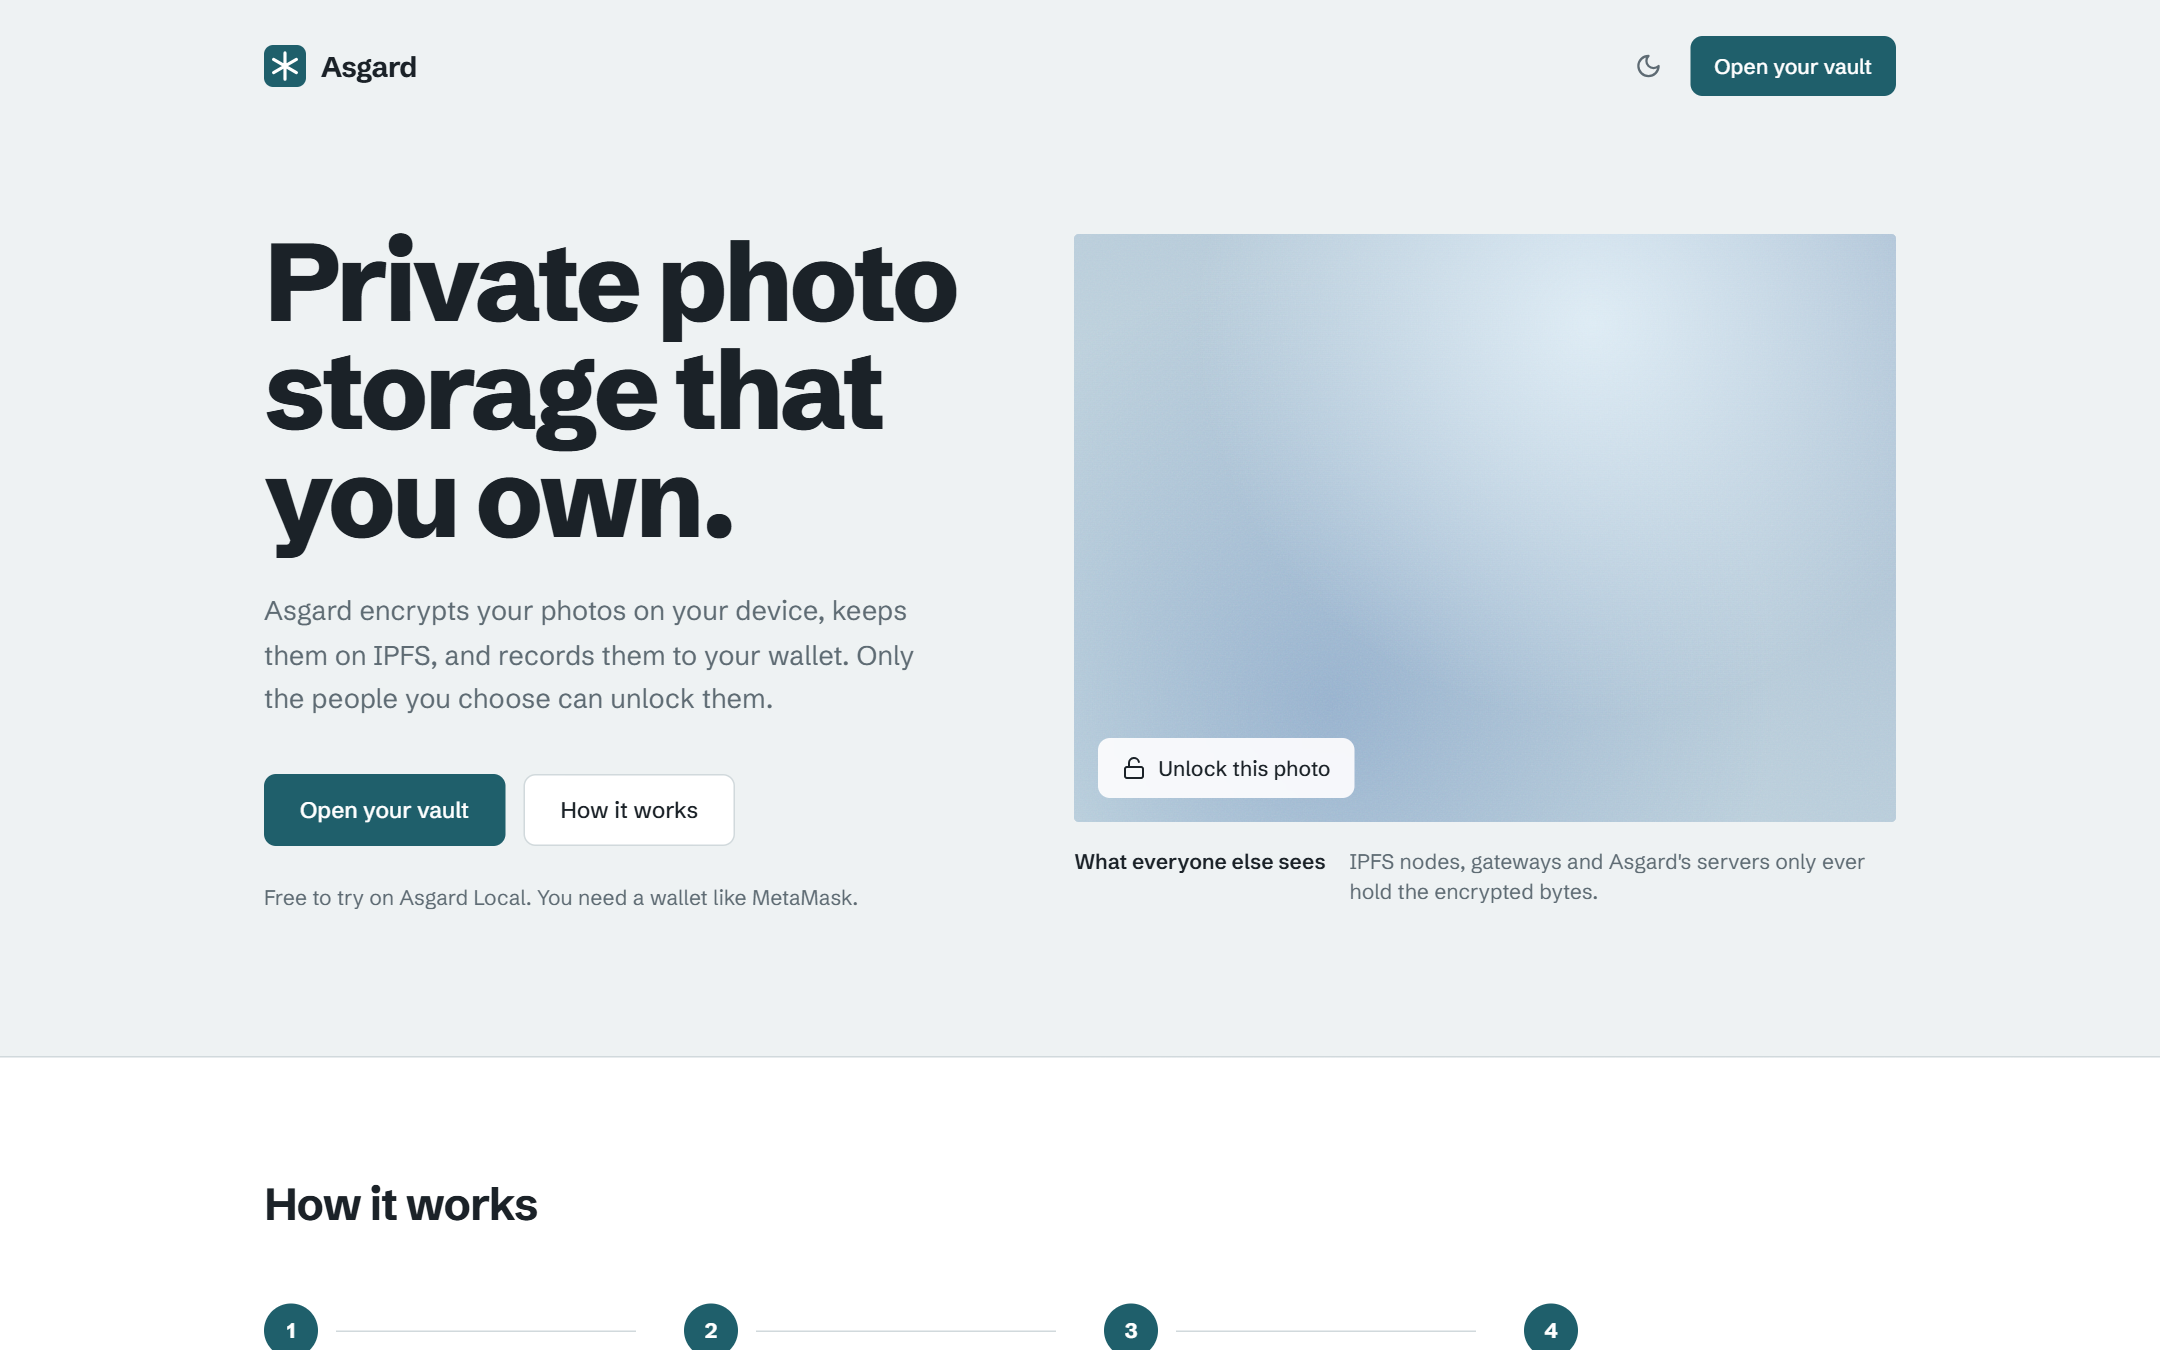 Asgard
Open your vault
Private photo
storage that
you own.
Asgard encrypts your photos on your device, keeps
them on IPFS, and records them to your wallet. Only
the people you choose can unlock them.
Open your vault
How it works
Free to try on Asgard Local. You need a wallet like MetaMask.
Unlock this photo
What everyone else sees
IPFS nodes, gateways and Asgard's servers only ever
hold the encrypted bytes.
How it works
1
2
3
4